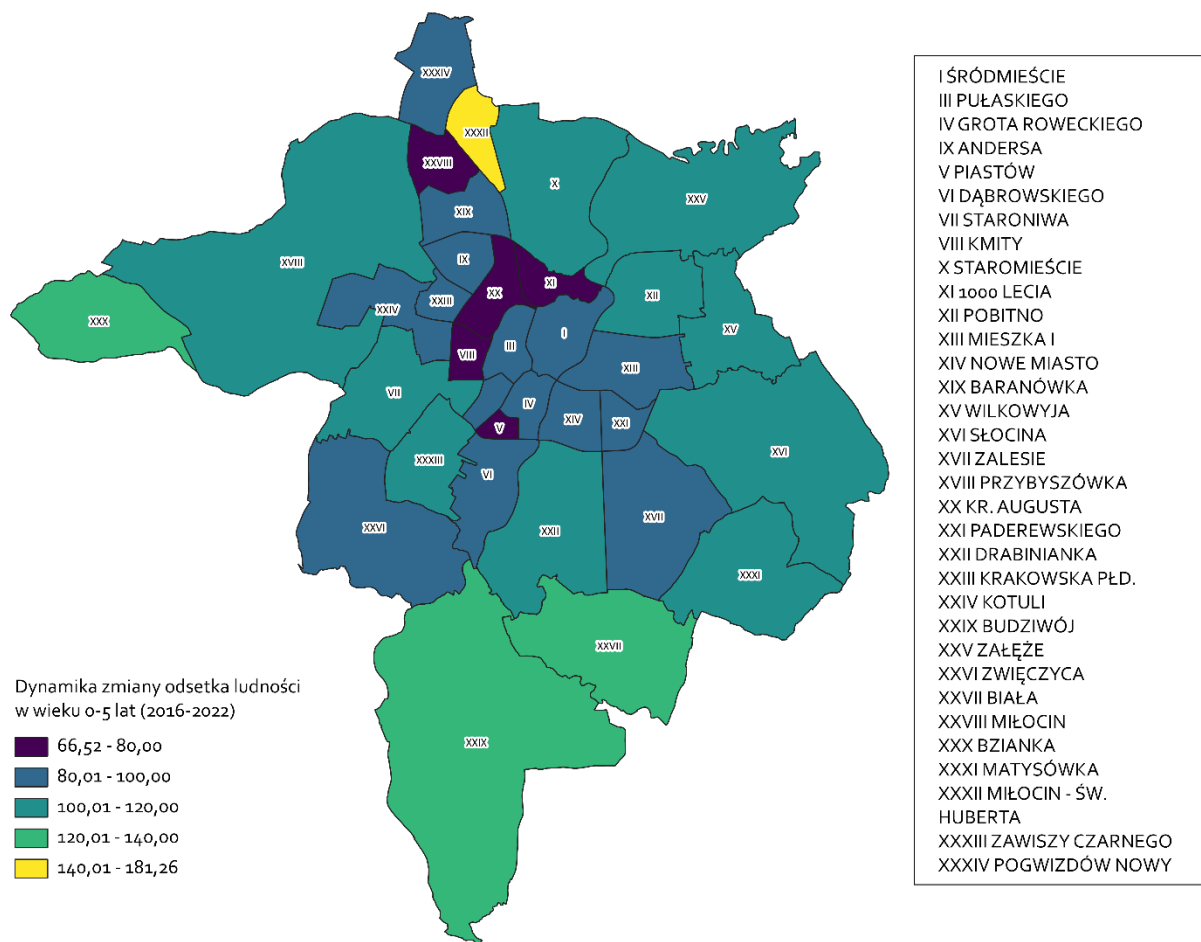 XXXIV
XXXII
XXVIII
X
XXV
XIX
XVIII
IX
XX
XI
XII
XXX
XXIV
XXIII
XV
I
III
VIII
XIII
VII
IV
XIV
XXI
V
XXXIII
VI
XVI
XXVI
XXII
XVII
XXXI
XXVII
XXIX
Dynamika zmiany odsetka ludności
w wieku 0-5 lat (2016-2022)
66,52 - 80,00
80,01 - 100,00
100,01 - 120,00
120,01 - 140,00
140,01 - 181,26
I ŚRÓDMIEŚCIE
III PUŁASKIEGO
IV GROTA ROWECKIEGO
IX ANDERSA
V PIASTÓW
VI DĄBROWSKIEGO
VII STARONIWA
VIII KMITY
X STAROMIEŚCIE
XI 1000 LECIA
XII POBITNO
XIII MIESZKA I
XIV NOWE MIASTO
XIX BARANÓWKA
XV WILKOWYJA
XVI SŁOCINA
XVII ZALESIE
XVIII PRZYBYSZÓWKA
XX KR. AUGUSTA
XXI PADEREWSKIEGO
XXII DRABINIANKA
XXIII KRAKOWSKA PŁD.
XXIV KOTULI
XXIX BUDZIWÓJ
XXV ZAŁĘŻE
XXVI ZWIĘCZYCA
XXVII BIAŁA
XXVIII MIŁOCIN
XXX BZIANKA
XXXI MATYSÓWKA
XXXII MIŁOCIN - ŚW.
HUBERTA
XXXIII ZAWISZY CZARNEGO
XXXIV POGWIZDÓW NOWY